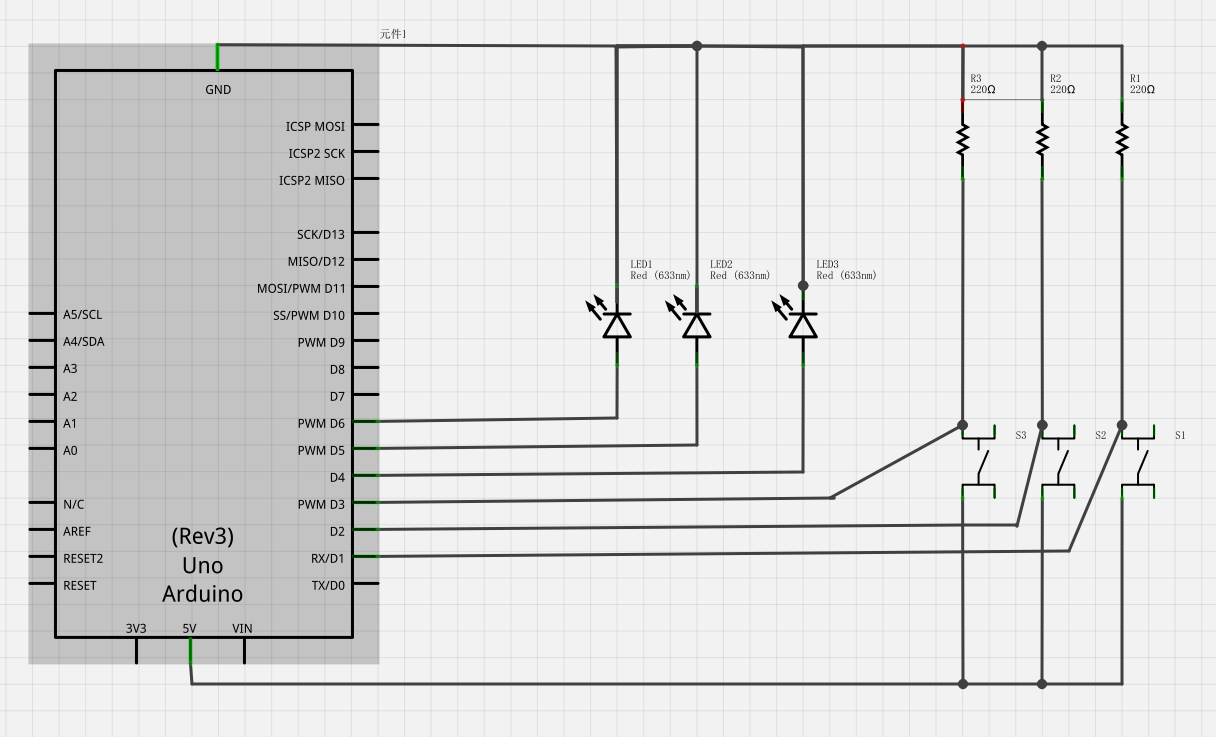 元件1
GND
ICSP MOSI
ICSP2 SCK
ICSP2 MISO
SCK/D13
MISO/D12
MOSI/PWM D11
SS/PWM D10
PWM D9
D8
D7
PWM D6
PWM D5
D4
PWM D3
D2
RX/D1
TX/D0
A5/SCL
A4/SDA
A3
A2
A1
A0
N/C
AREF
RESET2
RESET
(Rev3)
Uno
Arduino
3V3
5V
VIN
LED1
Red (633nm)
LED2
Red (633nm)
LED3
Red (633nm)
R3
220Ω
R2
220Ω
R1
220Ω
S3
S2
S1